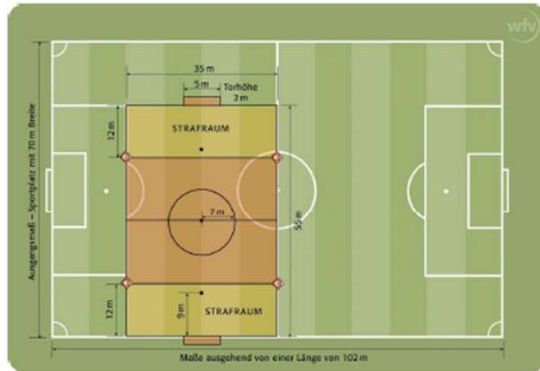 wfv
35 m
5 m
Torhöhe
2 m
12 m
STRAFRAUM
Ausgangsmaß – Sportplatz mit 70 m Breite
7 m
55 m
12 m
9 m
STRAFRAUM
Maße ausgehend von einer Länge von 102 m